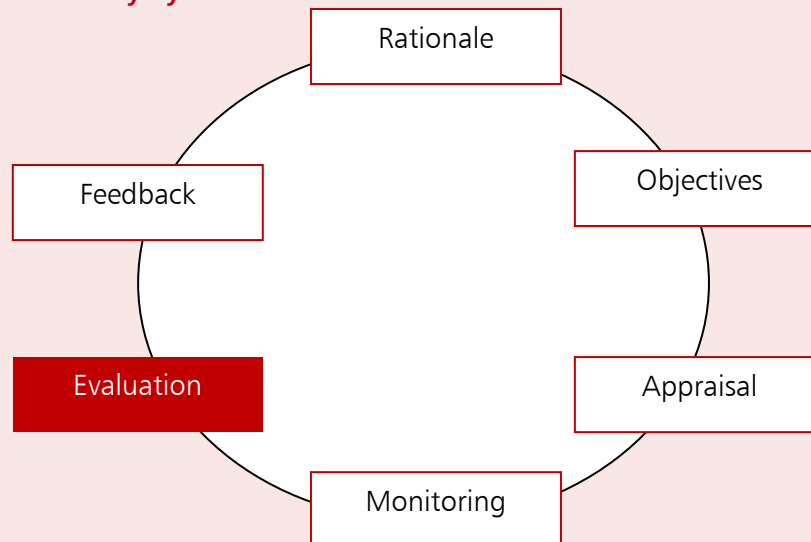 Rationale
Objectives
Appraisal
Monitoring
Evaluation
Feedback